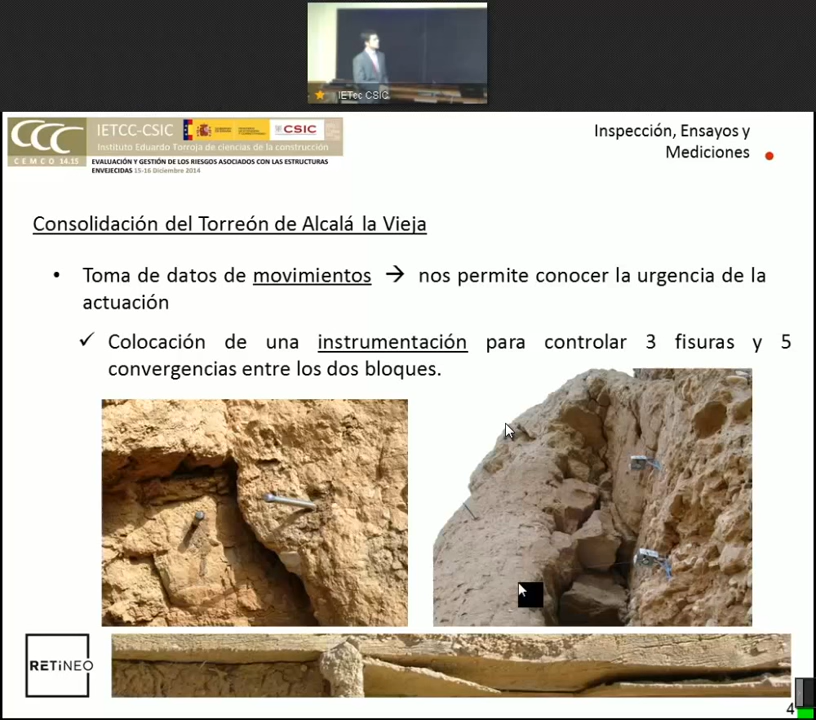 IETcc CSIC
CCC
CEMCO 14.15
IETCC-CSIC
CSIC
Instituto Eduardo Torroja de ciencias de la construcción
EVALUACIÓN Y GESTIÓN DE LOS RIESGOS ASOCIADOS CON LAS ESTRUCTURAS
ENVEJECIDAS 15-16 Diciembre 2014
Inspección, Ensayos y
Mediciones
Consolidación del Torreón de Alcalá la Vieja
• Toma de datos de movimientos → nos permite conocer la urgencia de la
actuación
✓ Colocación de una instrumentación para controlar 3 fisuras y 5
convergencias entre los dos bloques.
RETINEO
4